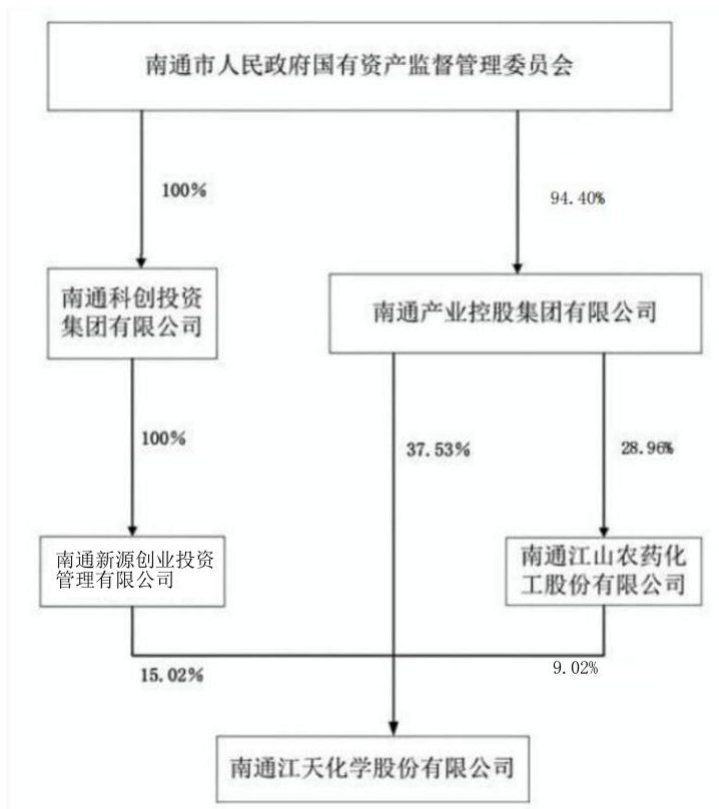 南通市人民政府国有资产监督管理委员会
100%
94.40%
南通科创投资
集团有限公司
南通产业控股集团有限公司
100%
37.53%
28.96%
南通新源创业投资
管理有限公司
南通江山农药化
工股份有限公司
15.02%
9.02%
南通江天化学股份有限公司